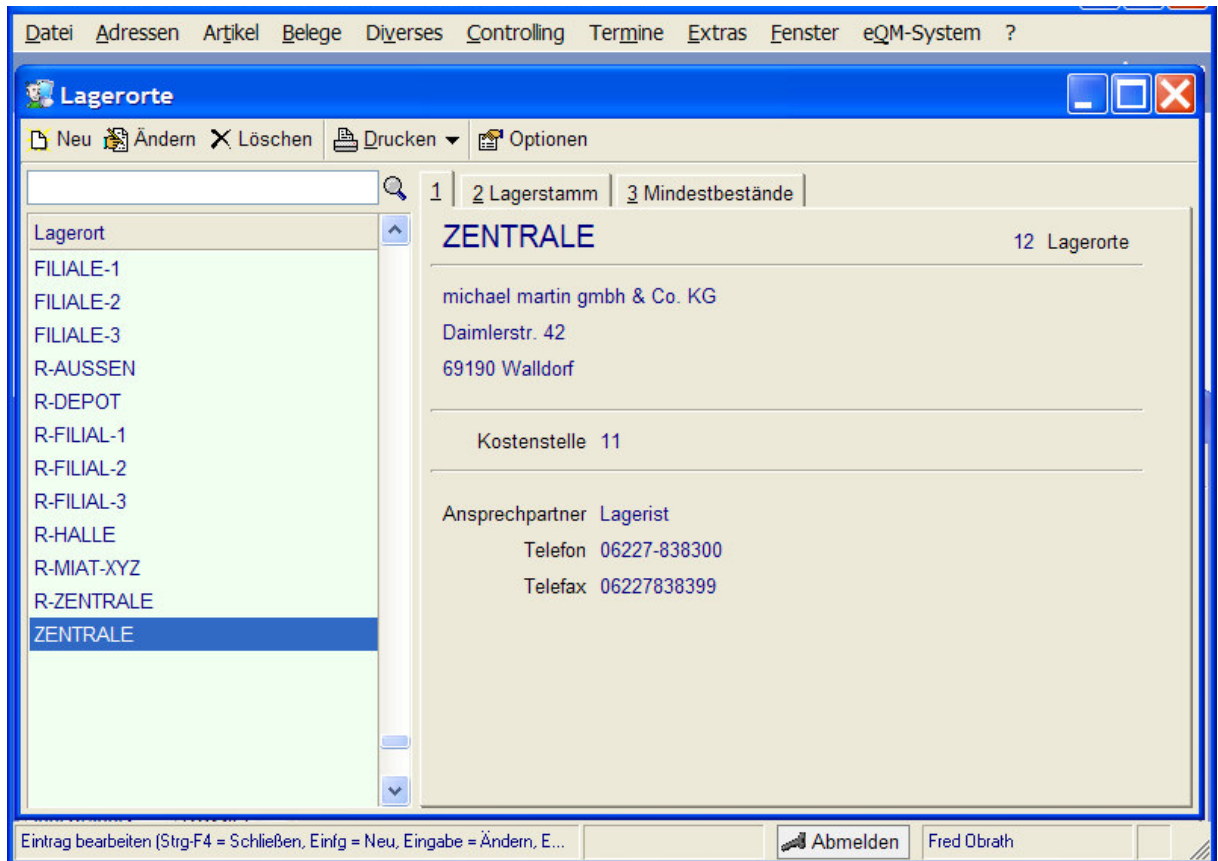 Datei Adressen Artikel Belege Diverses Controlling Termine Extras Fenster eQM-System ?
Lagerorte
Neu Ändern Löschen Drucken Optionen
1 2 Lagerstamm 3 Mindestbestände
Lagerort
FILIALE-1
FILIALE-2
FILIALE-3
R-AUSSEN
R-DEPOT
R-FILIAL-1
R-FILIAL-2
R-FILIAL-3
R-HALLE
R-MIAT-XYZ
R-ZENTRALE
ZENTRALE
ZENTRALE 12 Lagerorte
michael martin gmbh & Co. KG
Daimlerstr. 42
69190 Walldorf
Kostenstelle 11
Ansprechpartner Lagerist
Telefon 06227-838300
Telefax 06227838399
Eintrag bearbeiten (Strg-F4 = Schließen, Einfg = Neu, Eingabe = Ändern, E... Abmelden Fred Obrath